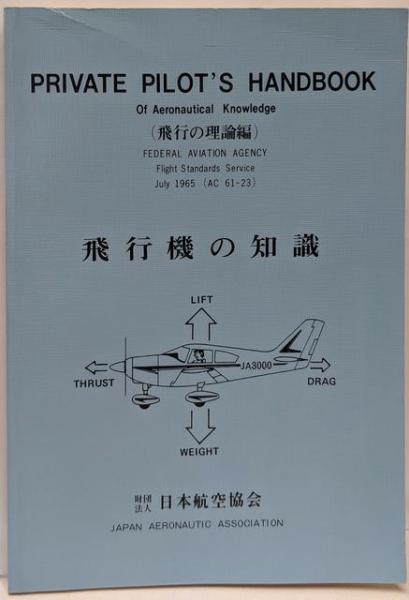 PRIVATE PILOT'S HANDBOOK
Of Aeronautical Knowledge
(飛行の理論編)
FEDERAL AVIATION AGENCY
Flight Standards Service
July 1965 (AC 61-23)
飛行機の知識
LIFT
JA3000
THRUST
DRAG
WEIGHT
財団法人 日本航空協会
JAPAN AERONAUTIC ASSOCIATION